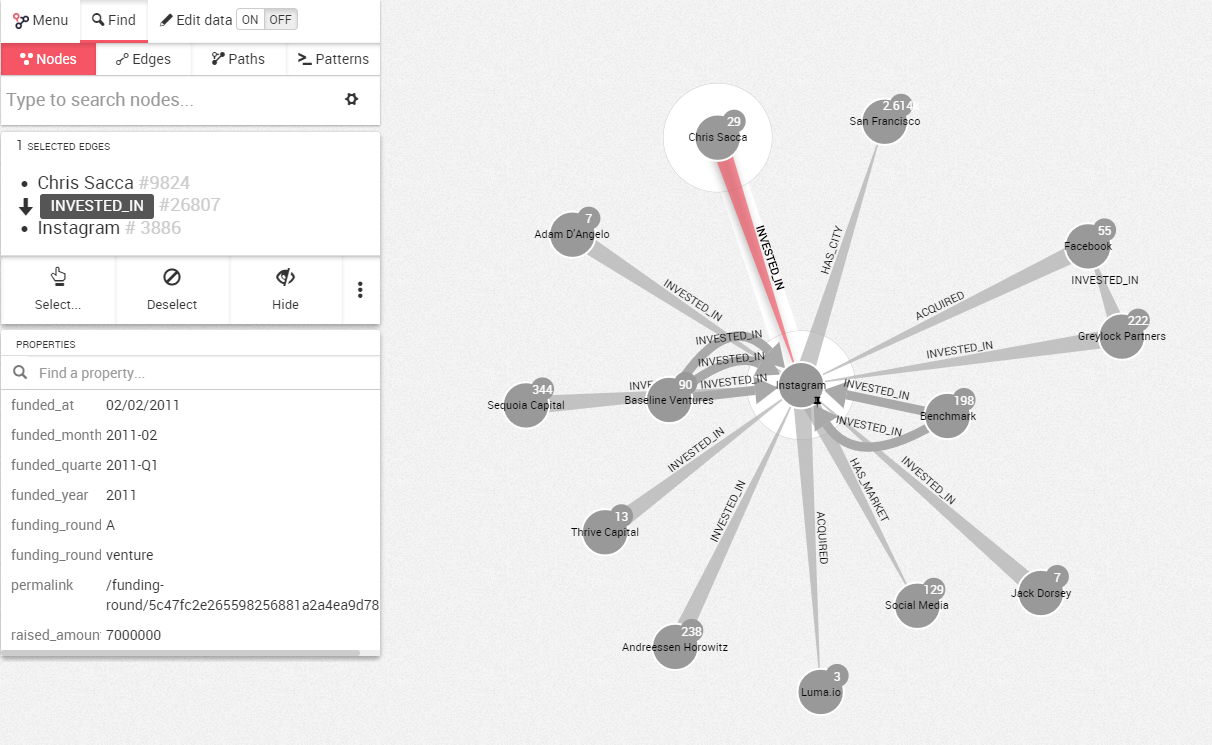 Menu Find Edit data ON OFF
Nodes Edges Paths Patterns
Type to search nodes...
1 SELECTED EDGES
Chris Sacca #9824
INVESTED_IN #26807
Instagram # 3886
Select... Deselect Hide
PROPERTIES
Find a property...
funded_at 02/02/2011
funded_month 2011-02
funded_quarte 2011-Q1
funded_year 2011
funding_round A
funding_round venture
permalink /funding-
round/5c47fc2e265598256881a2a4ea9d78
raised_amoun 7000000
29
Chris Sacca
San Francisco
INVESTED_IN
HAS_CITY
7
Adam D'Angelo
INVESTED_IN
55
Facebook
ACQUIRED
INVESTED_IN
222
Greylock Partners
INVESTED_IN
INVESTED_IN
INVESTED_IN
INVESTED_IN
344
Sequoia Capital
90
Baseline Ventures
Instagram
INVESTED_IN
198
Benchmark
INVESTED_IN
INVESTED_IN
13
Thrive Capital
INVESTED_IN
238
Andreessen Horowitz
ACQUIRED
3
Luma.io
HAS_MARKET
129
Social Media
INVESTED_IN
7
Jack Dorsey